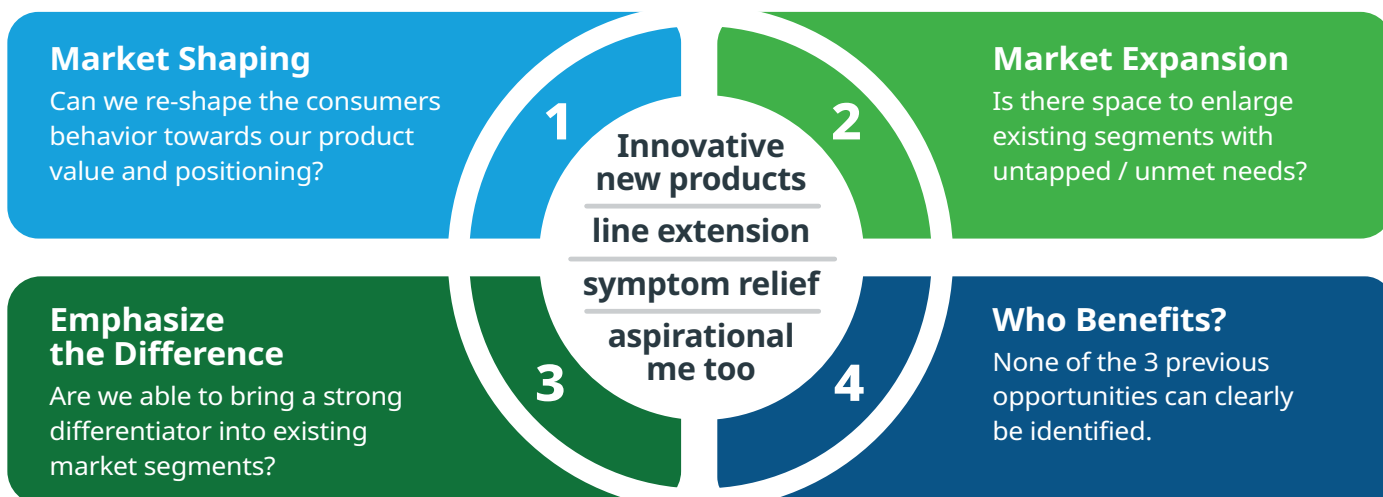 Market Shaping
Can we re-shape the consumers
behavior towards our product
value and positioning?
1
2
Market Expansion
Is there space to enlarge
existing segments with
untapped / unmet needs?
Innovative
new products
line extension
symptom relief
aspirational
me too
Emphasize
the Difference
Are we able to bring a strong
differentiator into existing
market segments?
3
4
Who Benefits?
None of the 3 previous
opportunities can clearly
be identified.